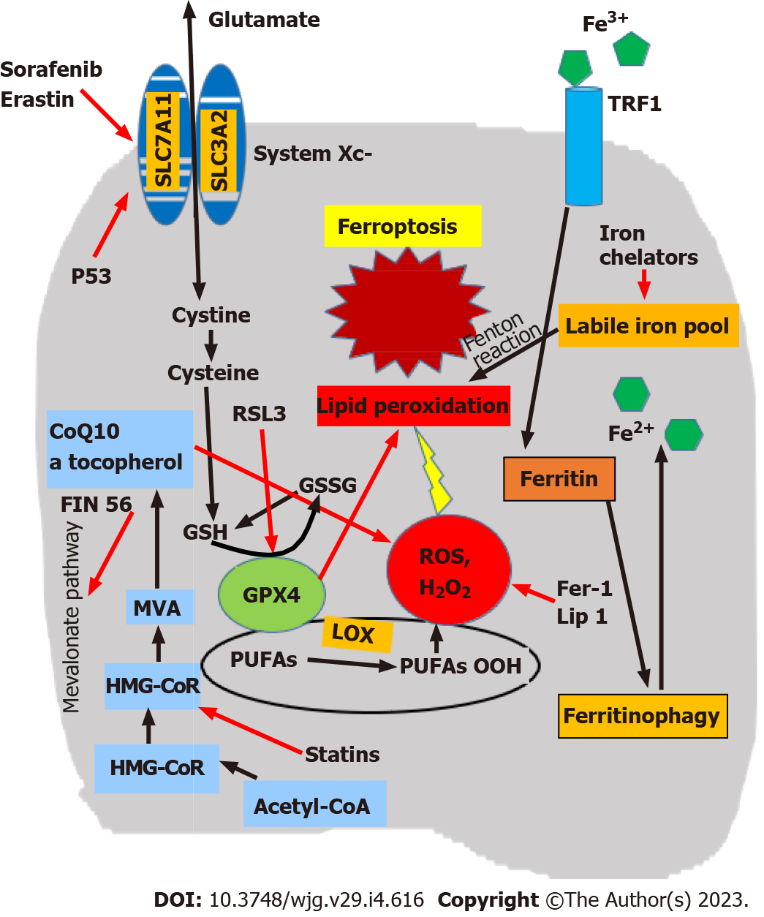 Glutamate
Fe3+
Sorafenib
Erastin
SLC7A11
SLC3A2
TRF1
System Xc-
P53
Ferroptosis
Iron
chelators
Cystine
Labile iron pool
Fenton
reaction
Cysteine
Lipid peroxidation
RSL3
CoQ10
a tocopherol
Fe2+
GSSG
Ferritin
FIN 56
GSH
ROS,
H2O2
GPX4
Fer-1
Lip 1
Mevalonate pathway
MVA
LOX
PUFAs
PUFAs OOH
HMG-CoR
Ferritinophagy
Statins
HMG-CoR
Acetyl-CoA
DOI: 10.3748/wjg.v29.i4.616 Copyright ©The Author(s) 2023.